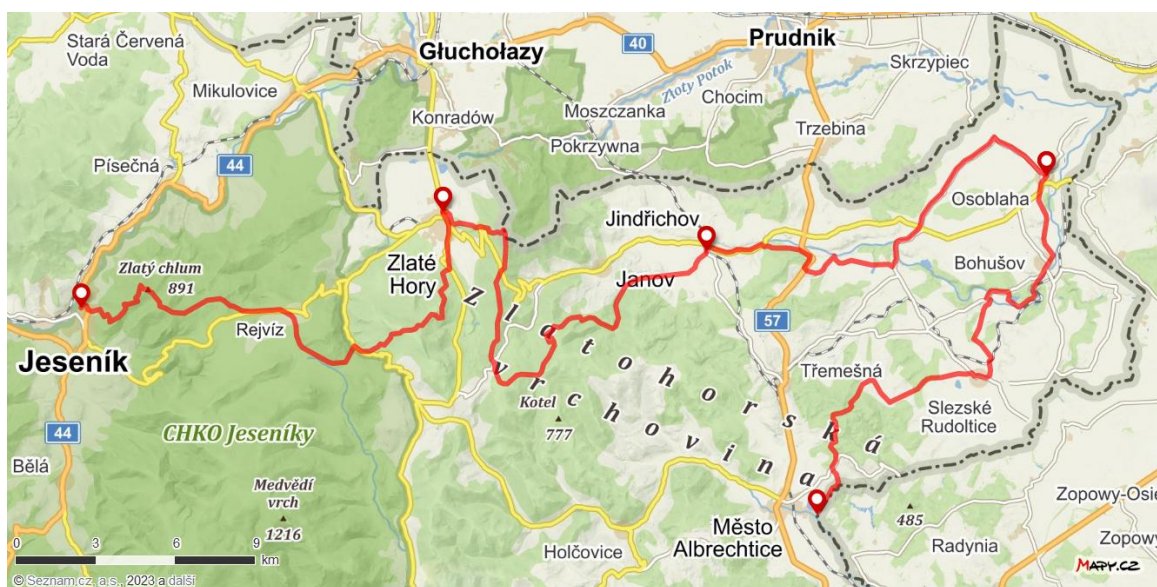 Stará Červená
Voda
Głuchołazy
40
Prudnik
Skrzypiec
Mikulovice
Złoty Potok
Chocim
Konradów
Moszczanka
Trzebina
Pokrzywna
Písečná
44
Osoblaha
Jindřichov
Zlatý chlum
891
Zlaté
Hory
Janov
Bohušov
Rejvíz
57
Jeseník
Třemešná
Kotel
777
Zlatohorská
vrchovina
Slezské
Rudoltice
CHKO Jeseníky
44
Bělá
Medvědí
vrch
1216
485
Zopowy-Osie
Město
Albrechtice
Zopowy
Holčovice
Radynia
0 3 6 9
km
© Seznam.cz, a.s., 2023 a další
MAPY.CZ